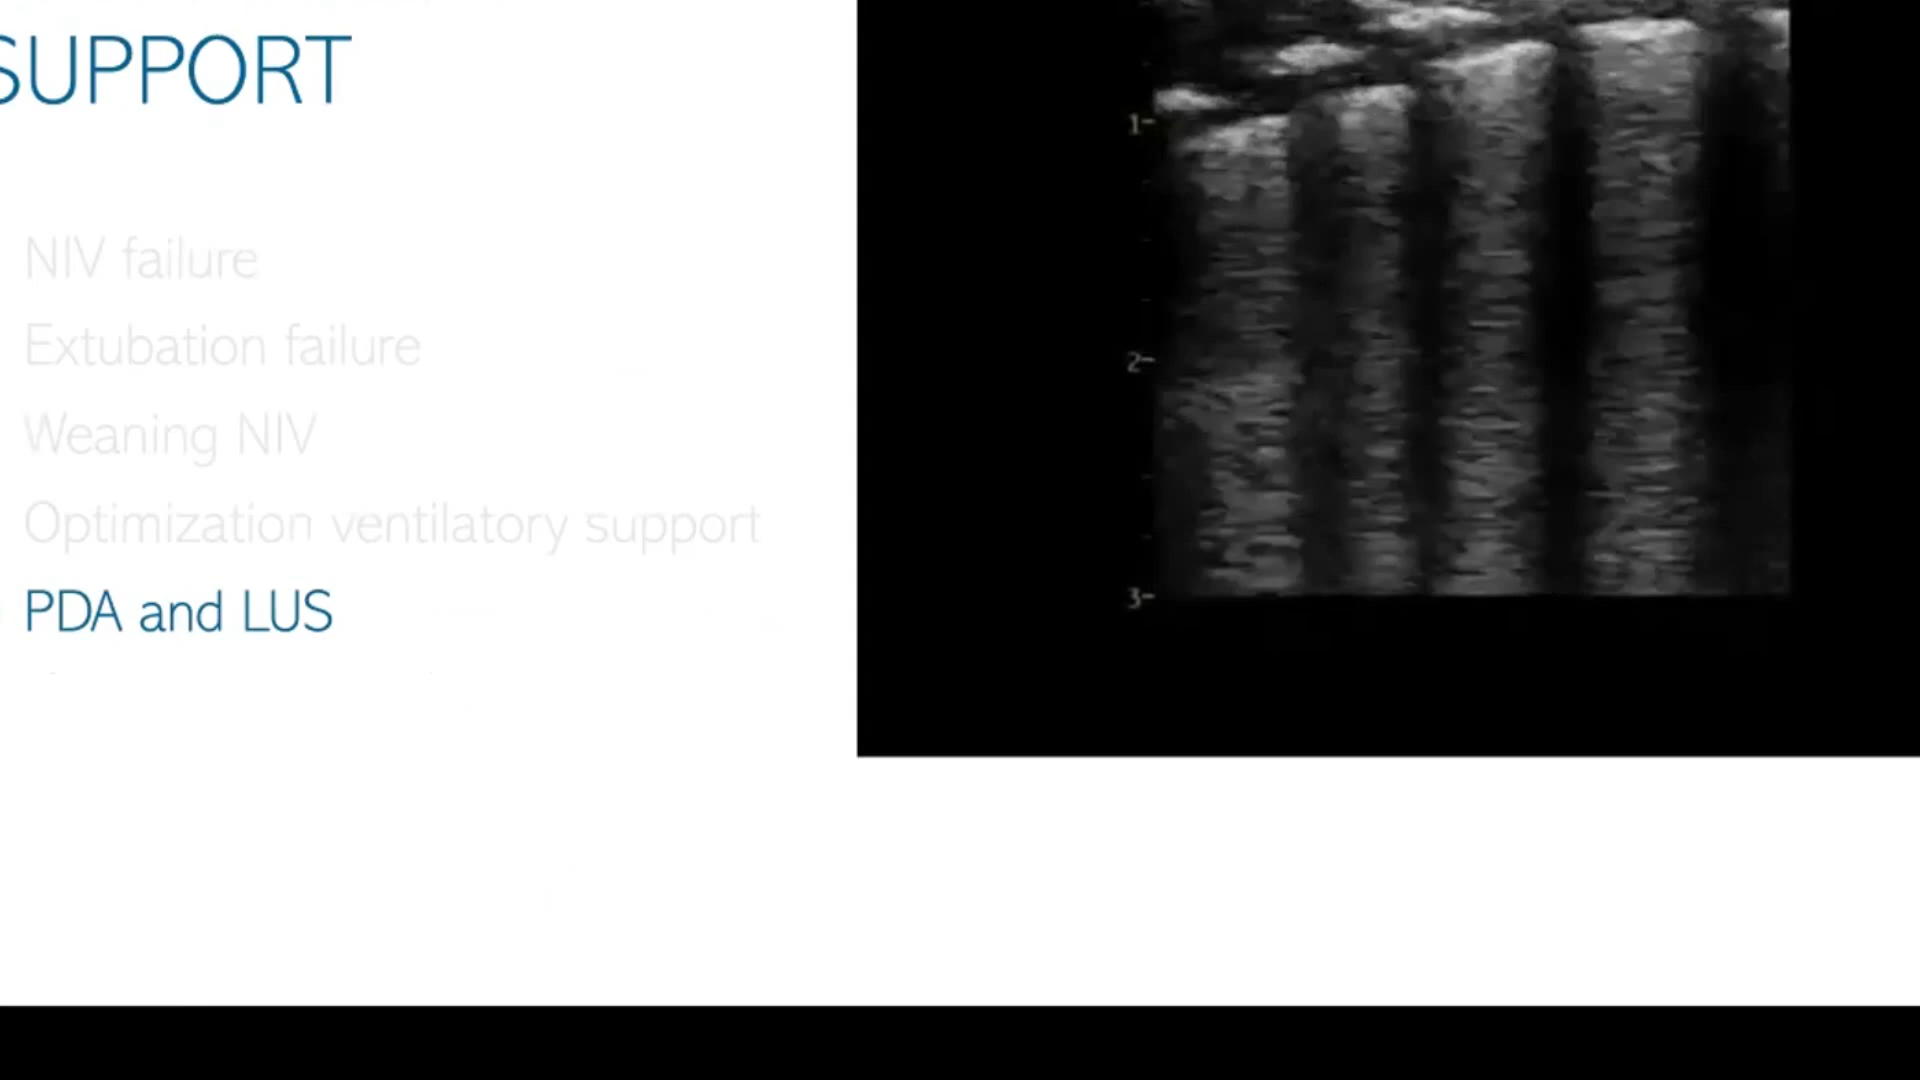 SUPPORT
NIV failure
Extubation failure
Weaning NIV
Optimization ventilatory support
PDA and LUS
1
2
3